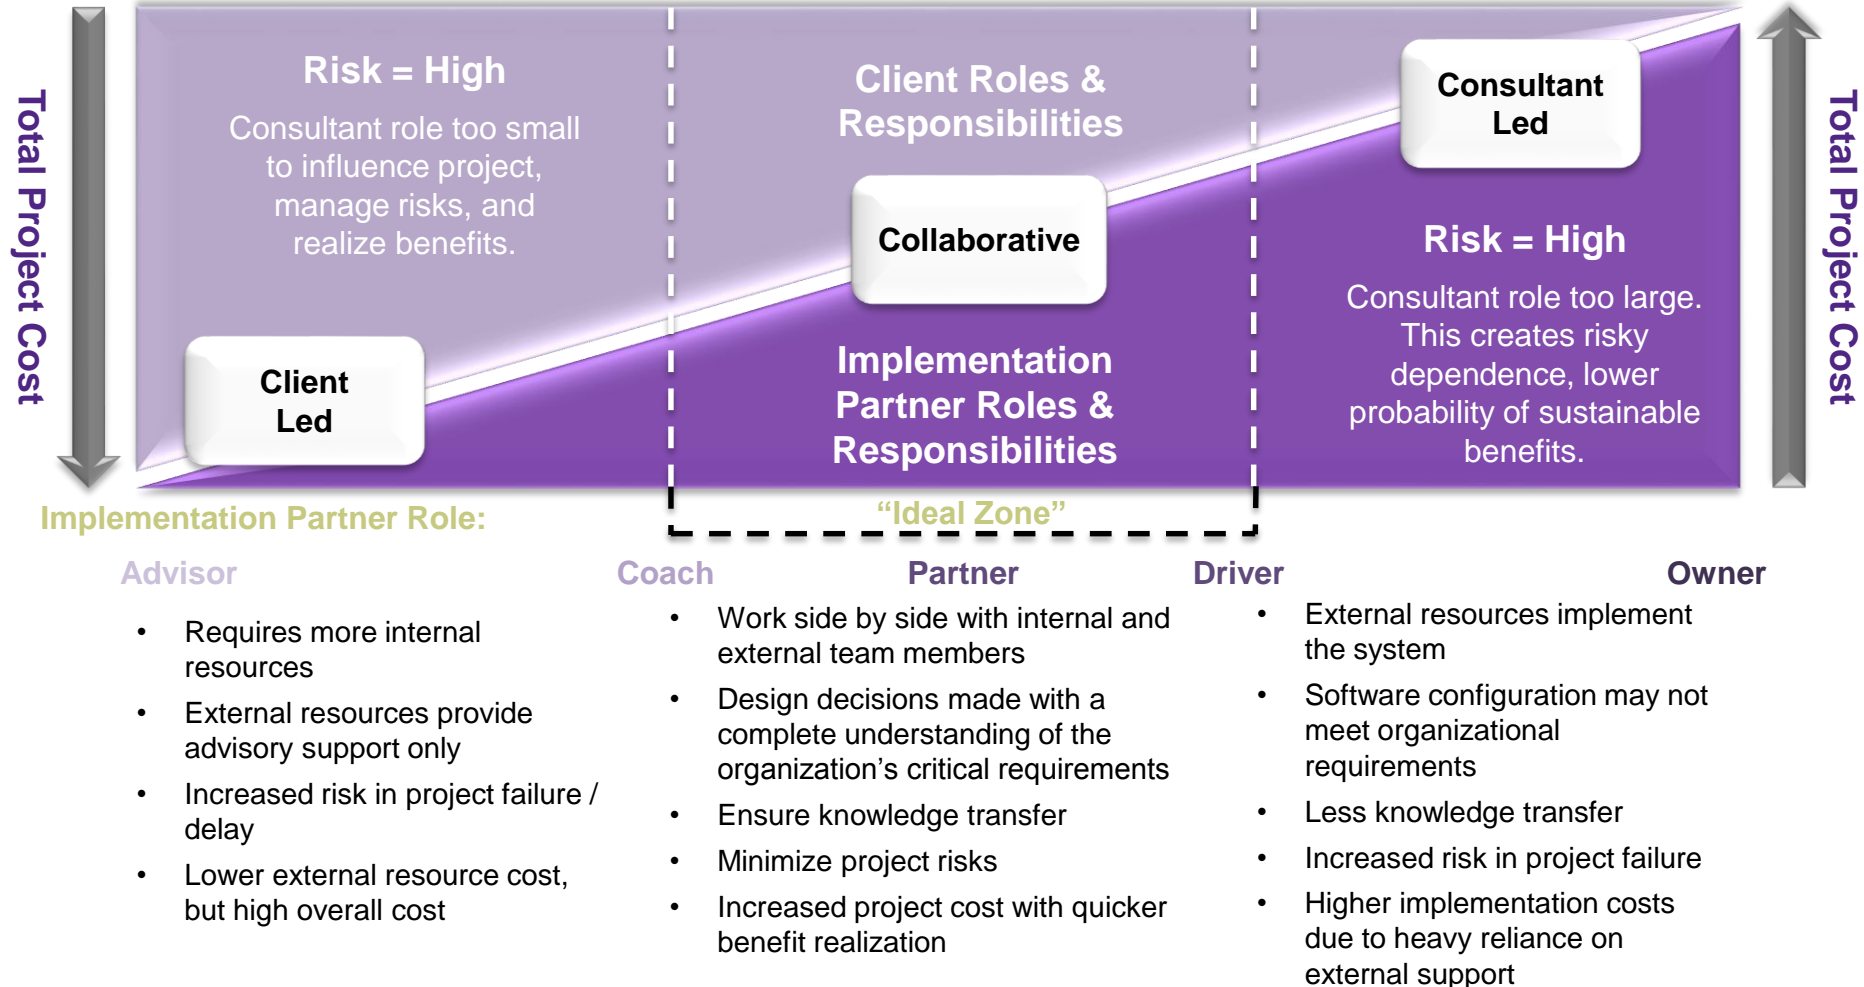 Total Project Cost
Risk = High
Consultant role too small
to influence project,
manage risks, and
realize benefits.
Client
Led
Client Roles &
Responsibilities
Collaborative
Implementation
Partner Roles &
Responsibilities
Consultant
Led
Risk = High
Consultant role too large.
This creates risky
dependence, lower
probability of sustainable
benefits.
Total Project Cost
Implementation Partner Role:
“Ideal Zone”
Advisor
Coach
Partner
Driver
Owner
• Requires more internal
resources
• External resources provide
advisory support only
• Increased risk in project failure /
delay
• Lower external resource cost,
but high overall cost
• Work side by side with internal and
external team members
• Design decisions made with a
complete understanding of the
organization’s critical requirements
• Ensure knowledge transfer
• Minimize project risks
• Increased project cost with quicker
benefit realization
• External resources implement
the system
• Software configuration may not
meet organizational
requirements
• Less knowledge transfer
• Increased risk in project failure
• Higher implementation costs
due to heavy reliance on
external support